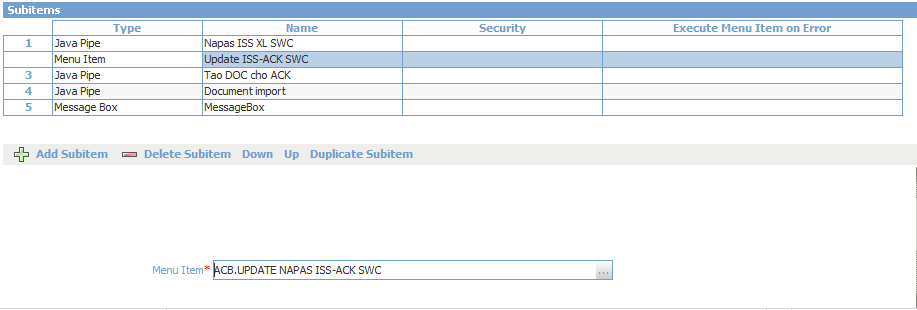 Subitems
Type Name Security Execute Menu Item on Error
1 Java Pipe Napas ISS XL SWC
Menu Item Update ISS-ACK SWC
3 Java Pipe Tao DOC cho ACK
4 Java Pipe Document import
5 Message Box MessageBox
Add Subitem Delete Subitem Down Up Duplicate Subitem
Menu Item* ACB.UPDATE NAPAS ISS-ACK SWC ...